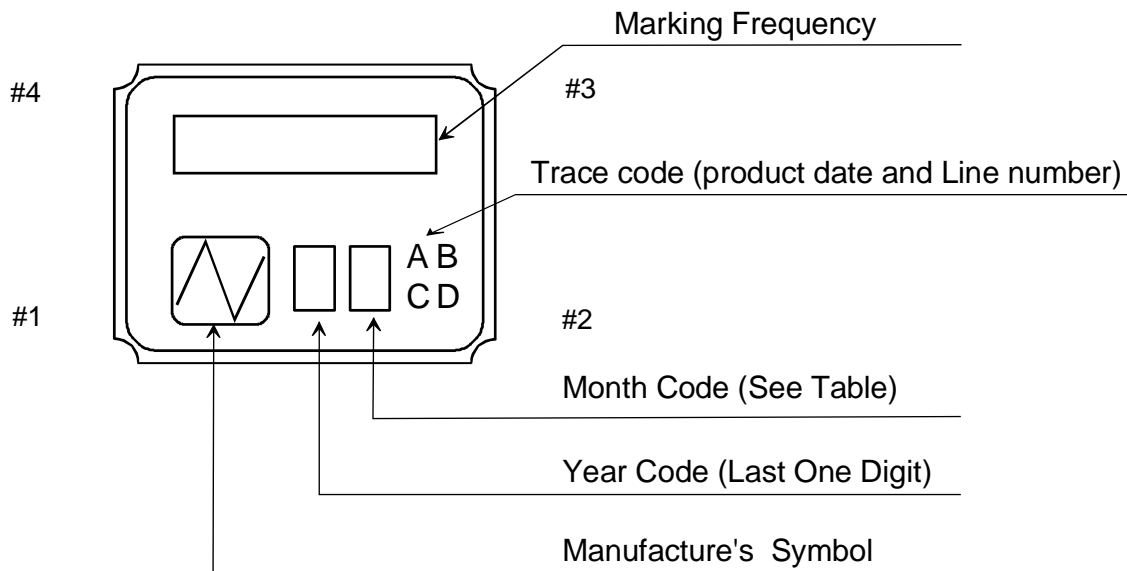 Marking Frequency
#4
#3
Trace code (product date and Line number)
A B
C D
#1
#2
Month Code (See Table)
Year Code (Last One Digit)
Manufacture's Symbol